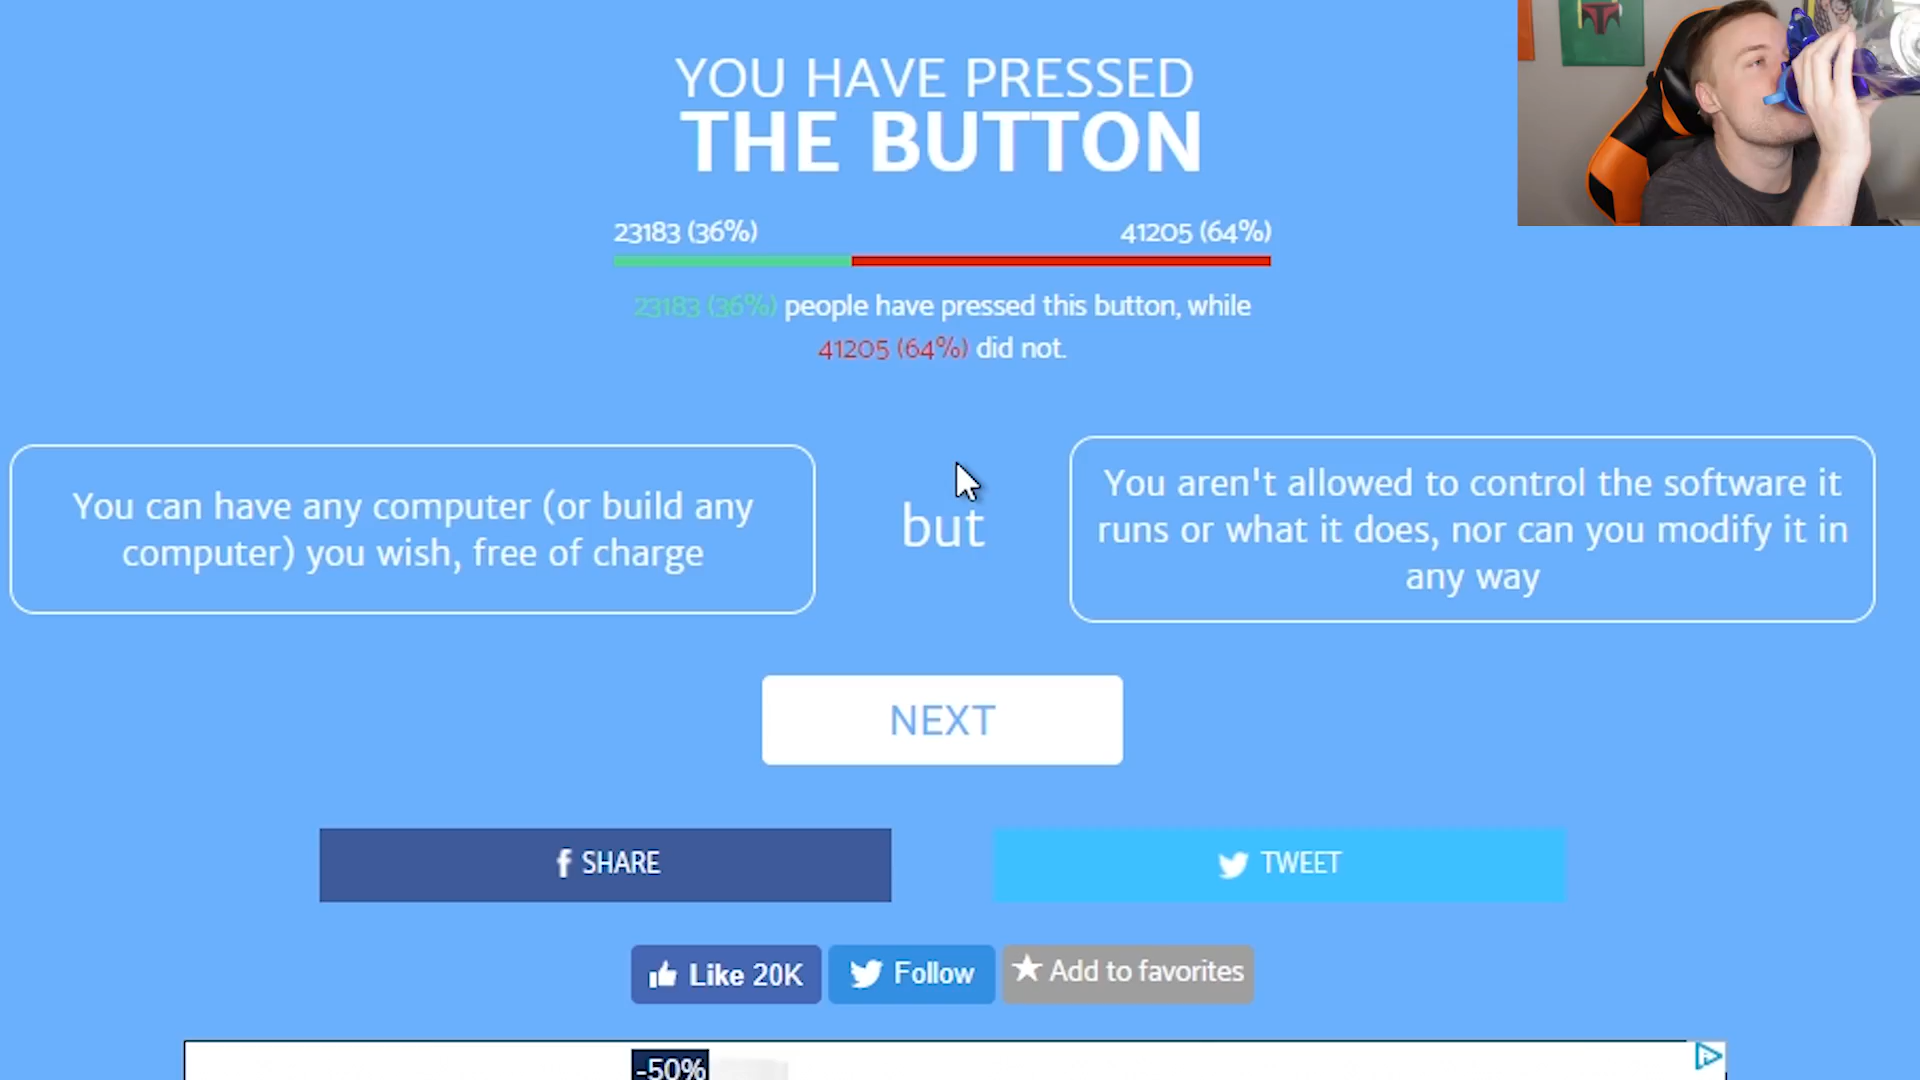 YOU HAVE PRESSED
THE BUTTON
23183 (36%)
41205 (64%)
23183 (36%) people have pressed this button, while
41205 (64%) did not.
You can have any computer (or build any
computer) you wish, free of charge
but
You aren't allowed to control the software it
runs or what it does, nor can you modify it in
any way
NEXT
f SHARE
TWEET
Like 20K
Follow
Add to favorites
-50%